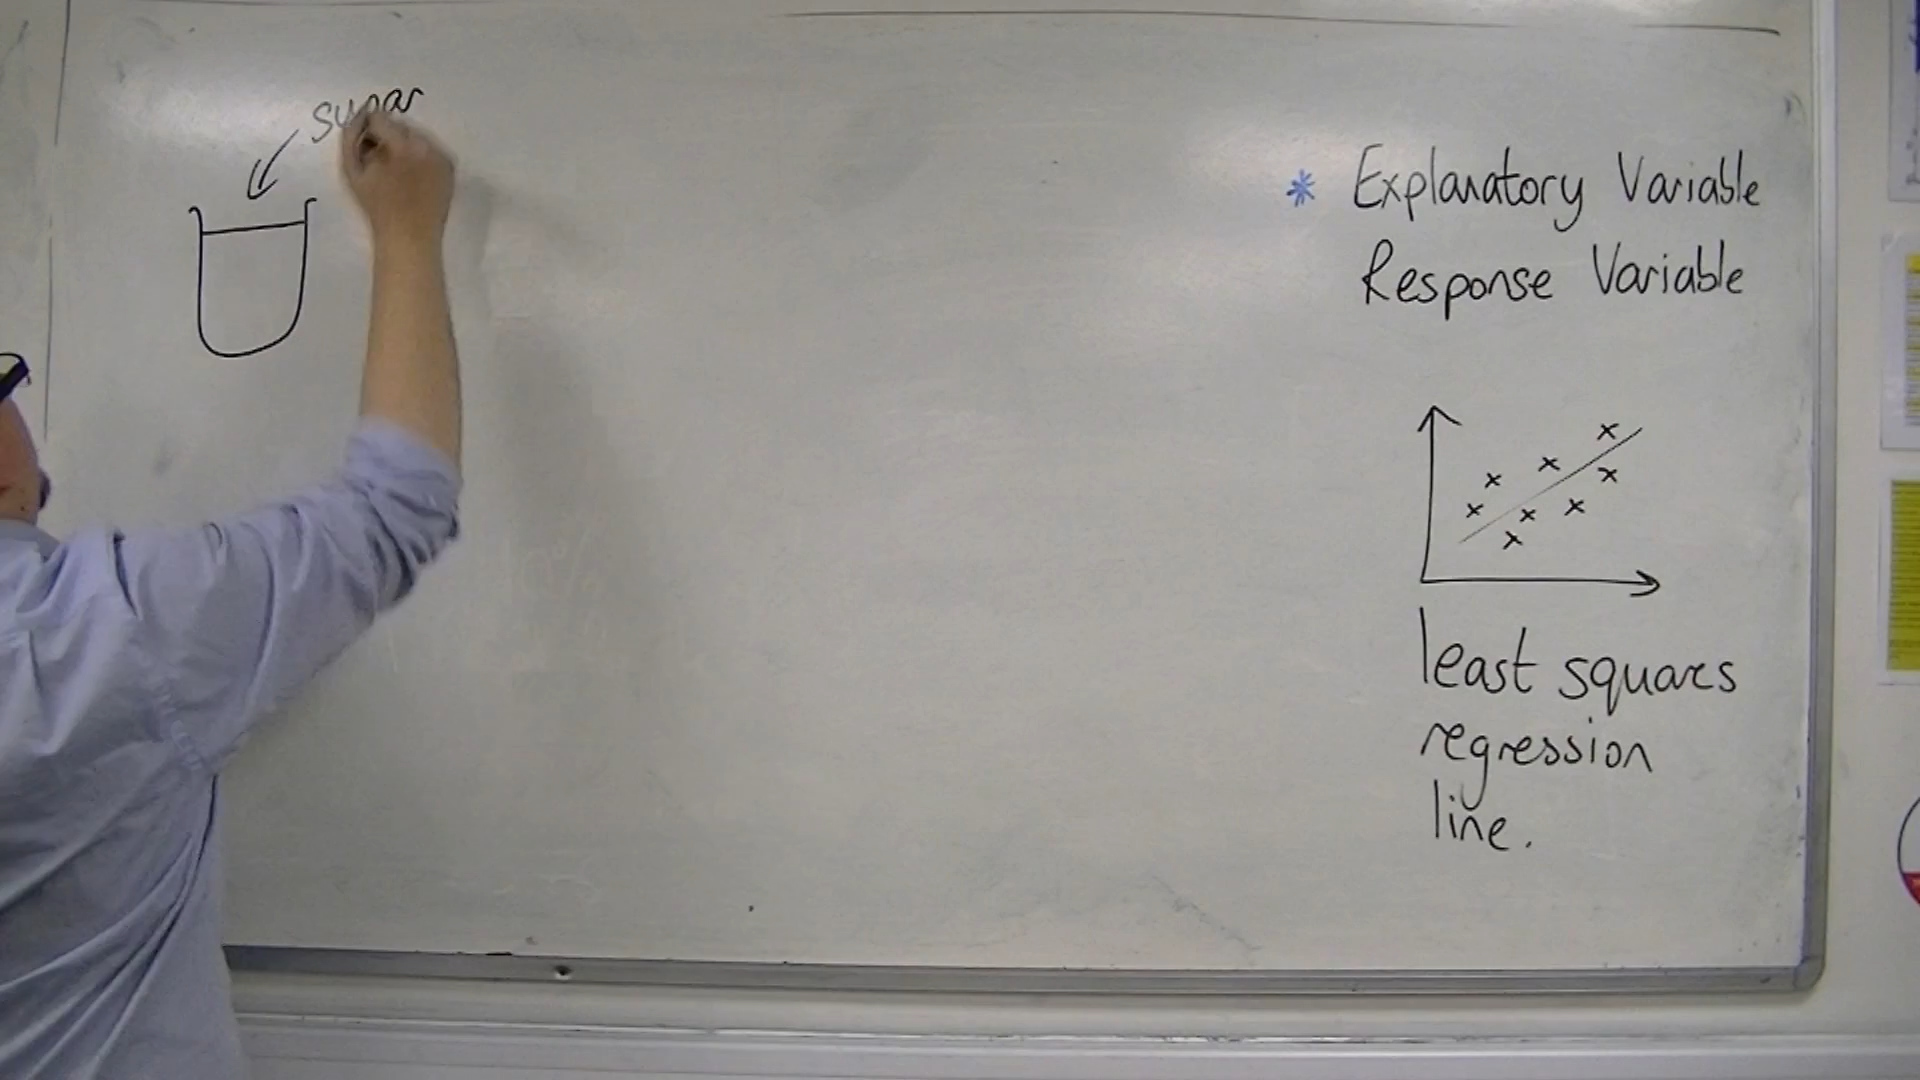 sugar
* Explanatory Variable
Response Variable
least squares
regression
line.